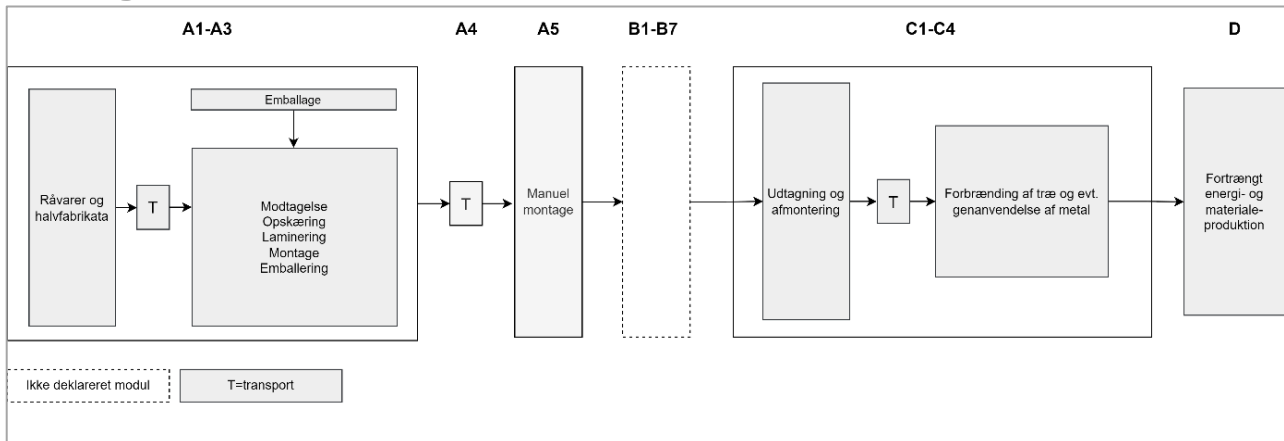 A1-A3
A4
A5
B1-B7
C1-C4
D
Råvarer og
halvfabrikata
T
Emballage
Modtagelse
Opskæring
Laminering
Montage
Emballering
T
Manuel
montage
Udtagning og
afmontering
T
Forbrænding af træ og evt.
genanvendelse af metal
Fortrængt
energi- og
materiale-
produktion
Ikke deklareret modul
T=transport